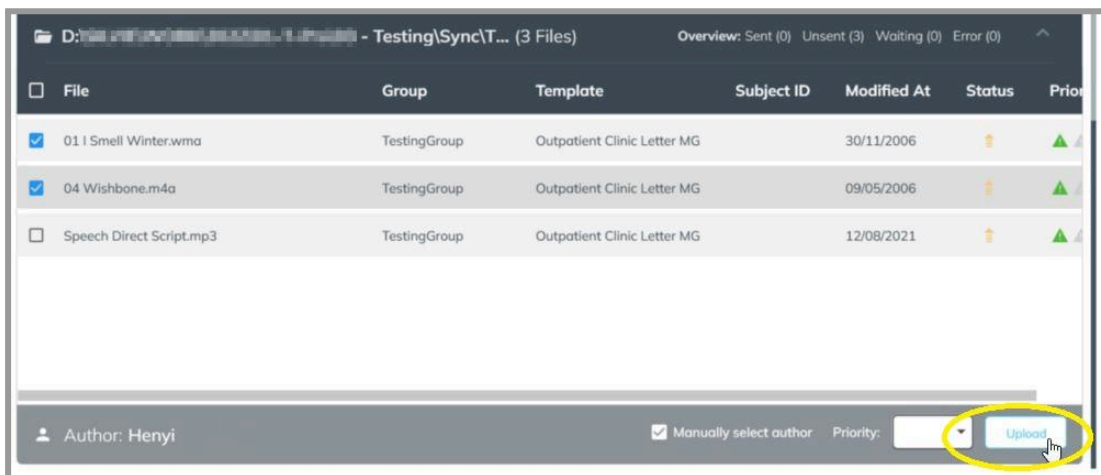 D:\ - Testing\Sync\T... (3 Files) Overview: Sent (0) Unsent (3) Waiting (0) Error (0)
File Group Template Subject ID Modified At Status Prior
01 I Smell Winter.wma TestingGroup Outpatient Clinic Letter MG 30/11/2006
04 Wishbone.m4a TestingGroup Outpatient Clinic Letter MG 09/05/2006
Speech Direct Script.mp3 TestingGroup Outpatient Clinic Letter MG 12/08/2021
Author: Henyi Manually select author Priority: Upload